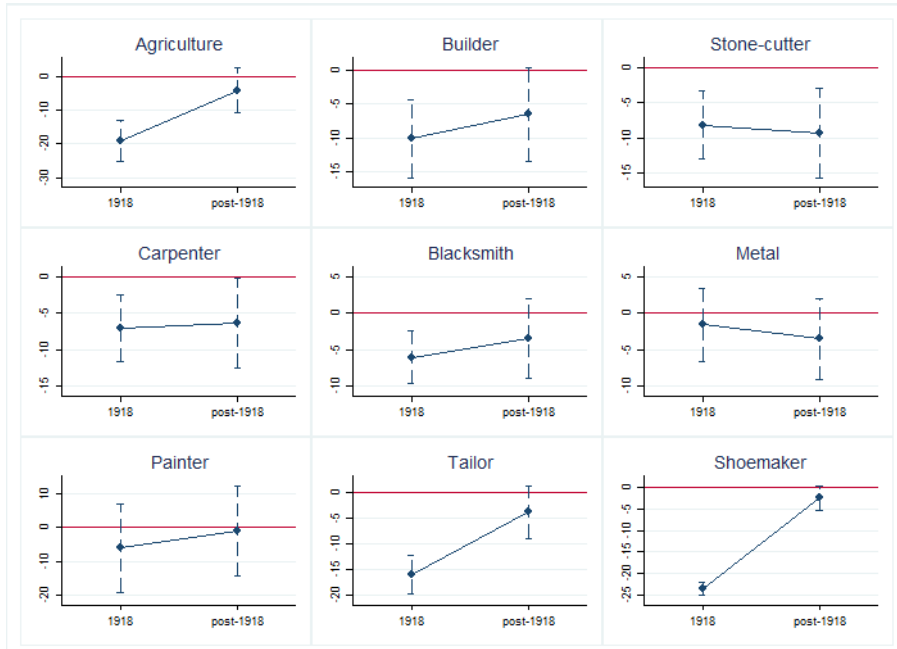 Agriculture
0
-10
-20
-30
1918 post-1918
Builder
0
-5
-10
-15
1918 post-1918
Stone-cutter
0
-5
-10
-15
1918 post-1918
Carpenter
0
-5
-10
-15
1918 post-1918
Blacksmith
5
0
-5
-10
1918 post-1918
Metal
5
0
-5
-10
1918 post-1918
Painter
10
0
-10
-20
1918 post-1918
Tailor
0
-5
-10
-15
-20
1918 post-1918
Shoemaker
0
-5
-10
-15
-20
-25
1918 post-1918